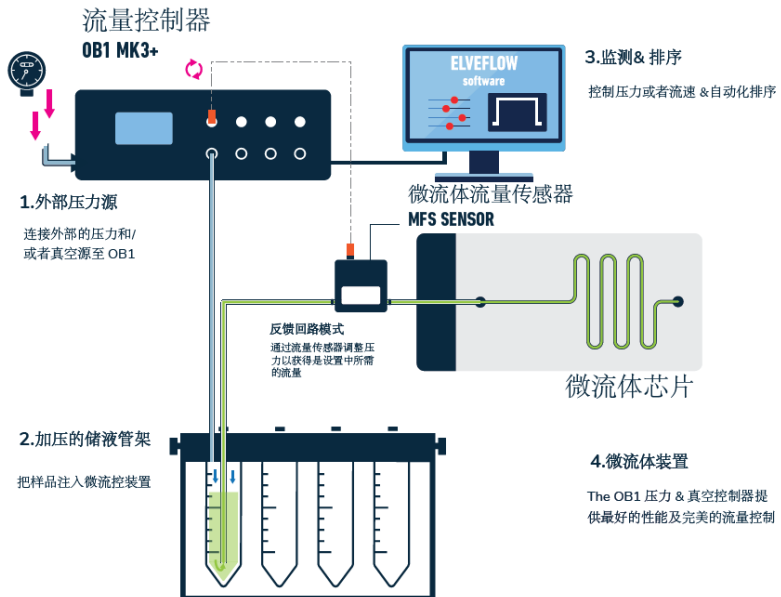 流量控制器
OB1 MK3+
ELVEFLOW
software
3.监测& 排序
控制压力或者流速 &自动化排序
1.外部压力源
连接外部的压力和/
或者真空源至 OB1
微流体流量传感器
MFS SENSOR
反馈回路模式
通过流量传感器调整压
力以获得是设置中所需
的流量
微流体芯片
2.加压的储液管架
把样品注入微流控装置
4.微流体装置
The OB1 压力 & 真空控制器提
供最好的性能及完美的流量控制